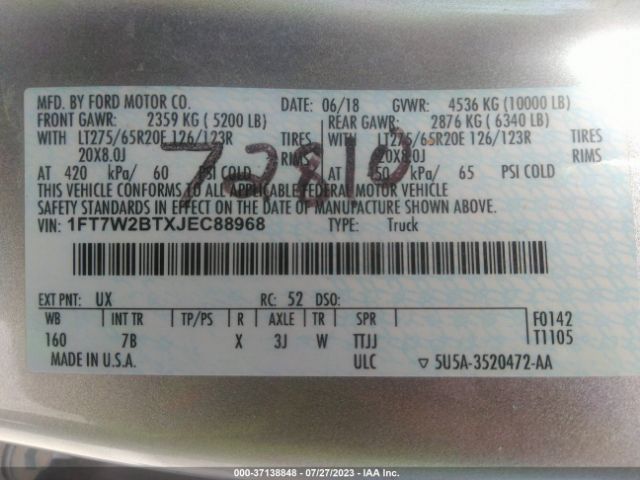 MFD. BY FORD MOTOR CO. DATE: 06/18 GVWR: 4536 KG (10000 LB)
FRONT GAWR: 2359 KG ( 5200 LB) REAR GAWR: 2876 KG ( 6340 LB)
WITH LT275/65R20E 126/123R TIRES WITH LT275/65R20E 126/123R TIRES
20X8.0J RIMS 20X8.0J RIMS
AT 420 kPa/ 60 PSI COLD AT kPa/ 65 PSI COLD
THIS VEHICLE CONFORMS TO ALL APPLICABLE FEDERAL MOTOR VEHICLE
SAFETY STANDARDS IN EFFECT ON THE DATE OF MANUFACTURE SHOWN ABOVE.
VIN: 1FT7W2BTXJEC88968 TYPE: Truck
EXT PNT: UX RC: 52 DSO:
WB INT TR TP/PS R AXLE TR SPR F0142
160 7B X 3J W TTJJ T1105
MADE IN U.S.A. ULC ▽ 5U5A-3520472-AA
000-37138848 - 07/27/2023 - IAA Inc.